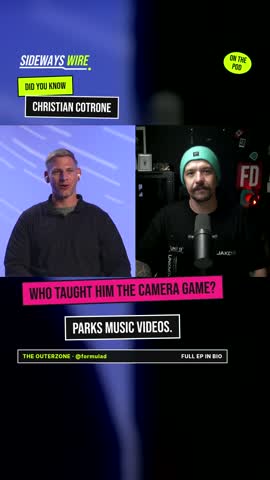 SIDEWAYS WIRE.
ON THE
POD
DID YOU KNOW
CHRISTIAN COTRONE
FD
WHO TAUGHT HIM THE CAMERA GAME?
PARKS MUSIC VIDEOS.
THE OUTERZONE - @formulad
FULL EP IN BIO